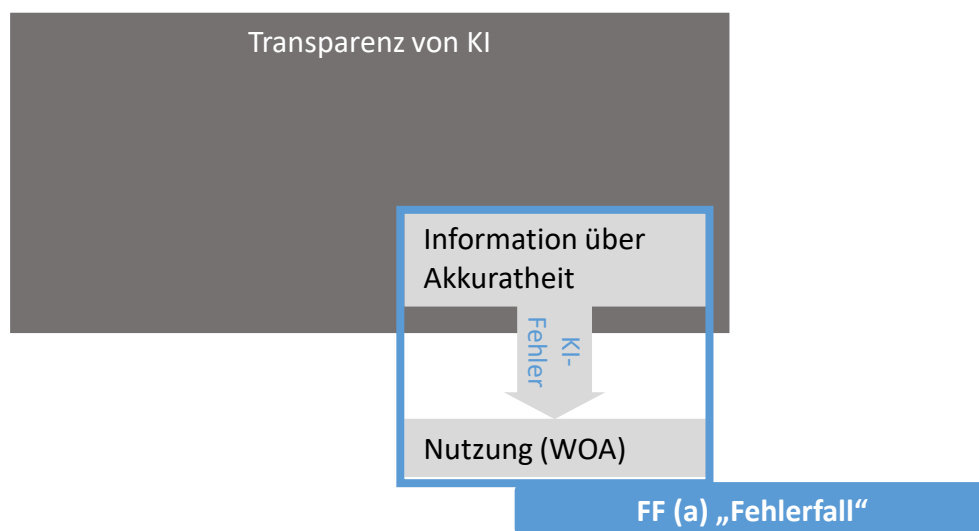 Transparenz von KI
Information über
Akkuratheit
KI-
Fehler
Nutzung (WOA)
FF (a) „Fehlerfall“